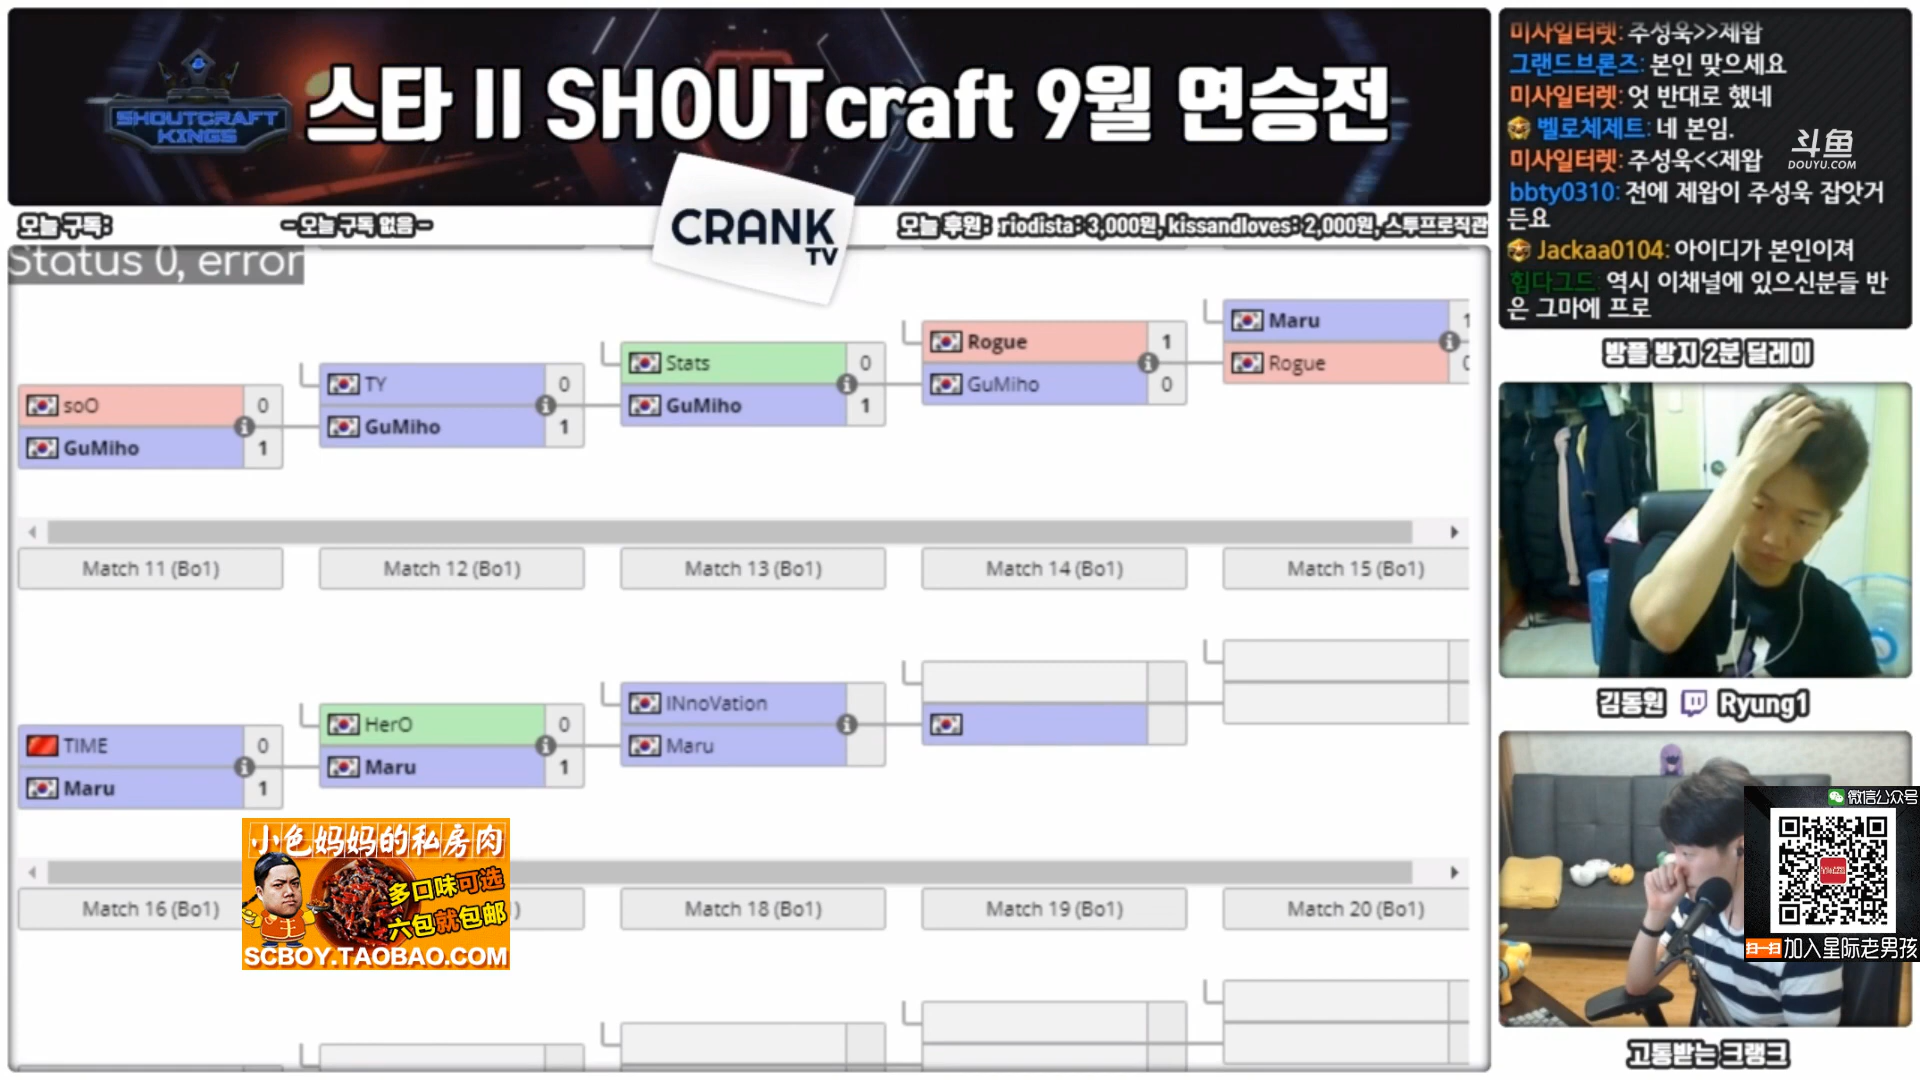 SHOUTCRAFT
KINGS
스타 II SHOUTcraft 9월 연승전
오늘 구독:
- 오늘 구독 없음 -
CRANK
TV
오늘 후원: riodista: 3,000원, kissandloves: 2,000원, 스투프로직관
Status 0, error
soO 0
GuMiho 1
TY 0
GuMiho 1
Stats 0
GuMiho 1
Rogue 1
GuMiho 0
Maru 1
Rogue 0
Match 11 (Bo1)
Match 12 (Bo1)
Match 13 (Bo1)
Match 14 (Bo1)
Match 15 (Bo1)
TIME 0
Maru 1
HerO 0
Maru 1
INnoVation
Maru
Match 16 (Bo1)
)
Match 18 (Bo1)
Match 19 (Bo1)
Match 20 (Bo1)
小色妈妈的私房肉
多口味可选
六包就包邮
SCBOY.TAOBAO.COM
미사일터렛: 주성욱>>제왑
그랜드브론즈: 본인 맞으세요
미사일터렛: 엇 반대로 했네
벨로체제트: 네 본임.
미사일터렛: 주성욱<<제왑
斗鱼
DOUYU.COM
bbty0310: 전에 제왑이 주성욱 잡앗거
든요
Jackaa0104: 아이디가 본인이져
힘다그드: 역시 이채널에 있으신분들 반
은 그마에 프로
방플 방지 2분 딜레이
김동원 Ryung1
微信公众号
扫一扫 加入星际老男孩
고통받는 크랭크